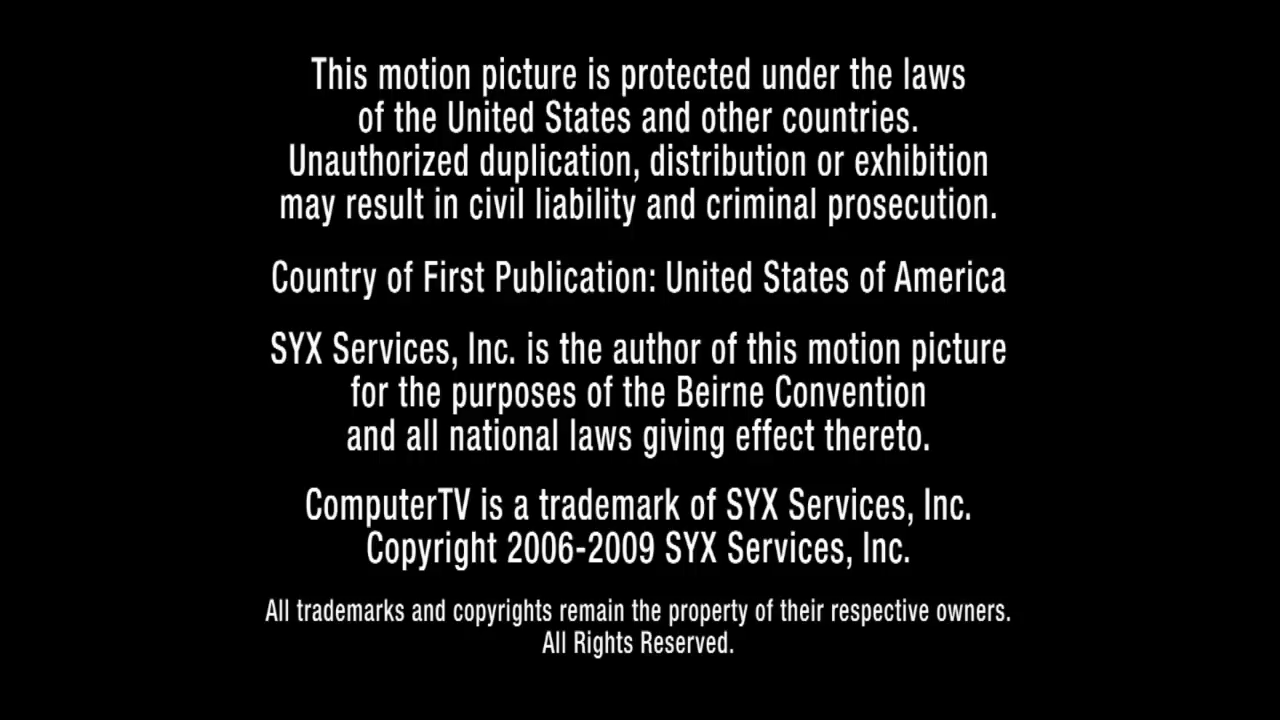 This motion picture is protected under the laws
of the United States and other countries.
Unauthorized duplication, distribution or exhibition
may result in civil liability and criminal prosecution.
Country of First Publication: United States of America
SYX Services, Inc. is the author of this motion picture
for the purposes of the Beirne Convention
and all national laws giving effect thereto.
ComputerTV is a trademark of SYX Services, Inc.
Copyright 2006-2009 SYX Services, Inc.
All trademarks and copyrights remain the property of their respective owners.
All Rights Reserved.